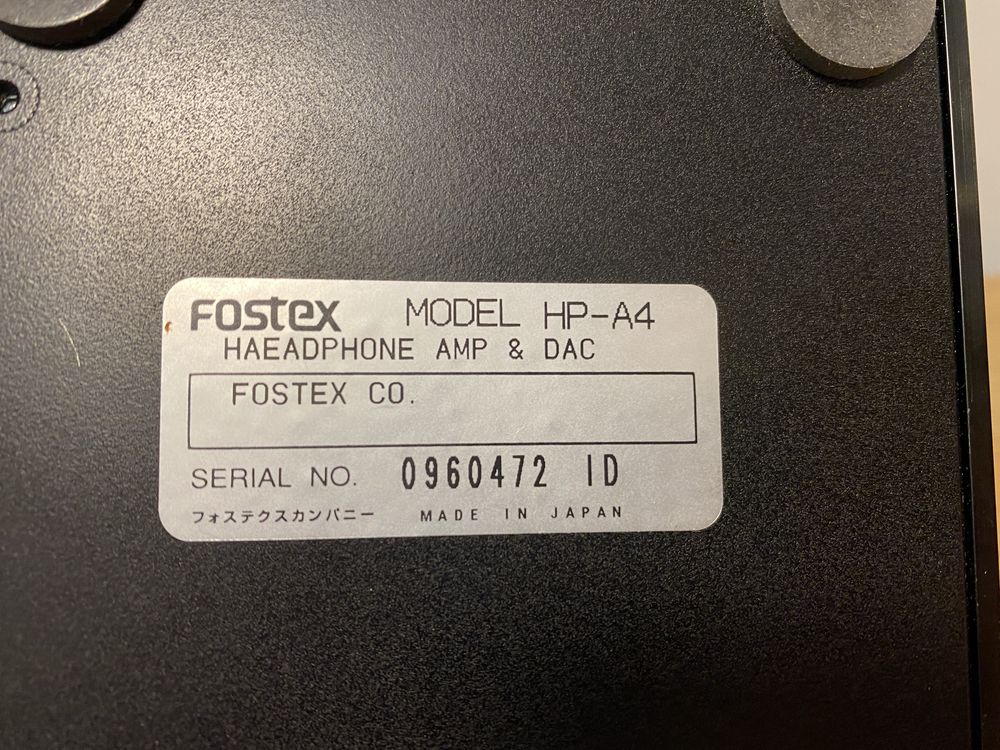 FOSTEX MODEL HP-A4
HAEADPHONE AMP & DAC
FOSTEX CO.
SERIAL NO. 0960472 ID
フォステクスカンパニー MADE IN JAPAN